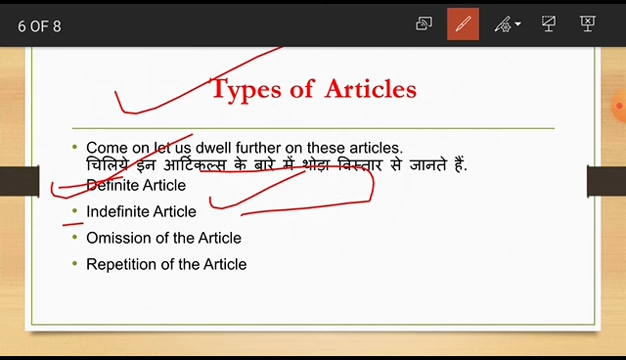 6 OF 8
Types of Articles
Come on let us dwell further on these articles.
चिलिये इन आर्टिकल्स के बारे में थोड़ा विस्तार से जानते हैं.
Definite Article
Indefinite Article
Omission of the Article
Repetition of the Article